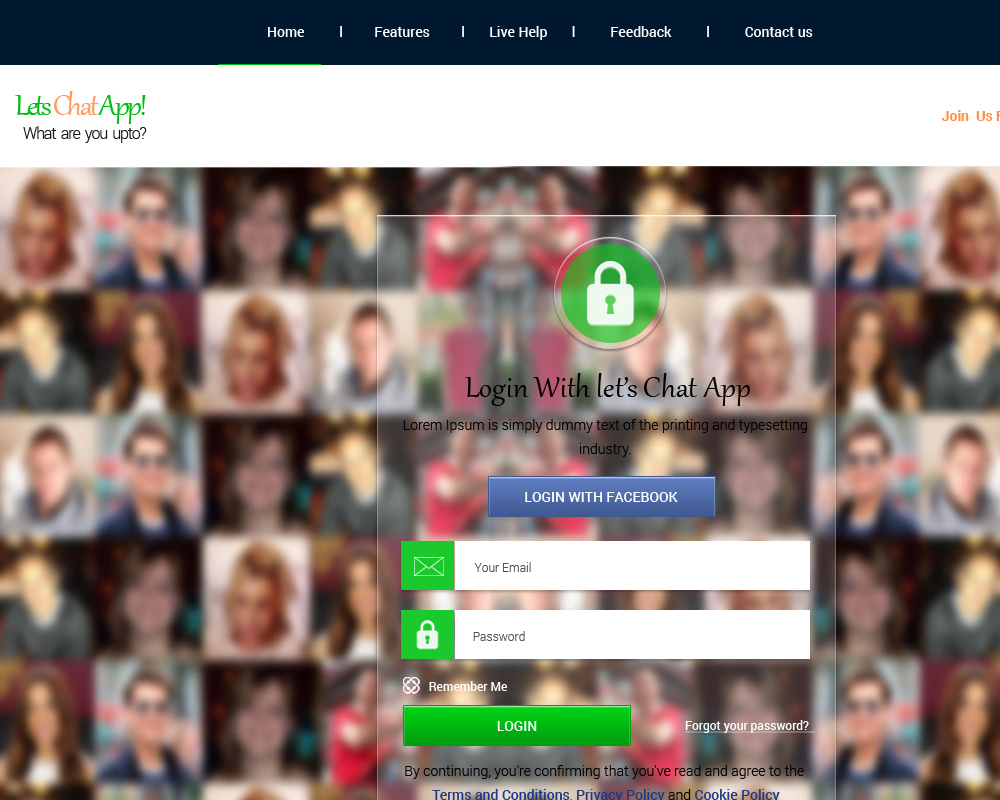 Home | Features | Live Help | Feedback | Contact us
Lets Chat App!
What are you upto?
Join Us F
Login With let's Chat App
Lorem Ipsum is simply dummy text of the printing and typesetting
industry.
LOGIN WITH FACEBOOK
Your Email
Password
Remember Me
LOGIN
Forgot your password?
By continuing, you're confirming that you've read and agree to the
Terms and Conditions, Privacy Policy and Cookie Policy